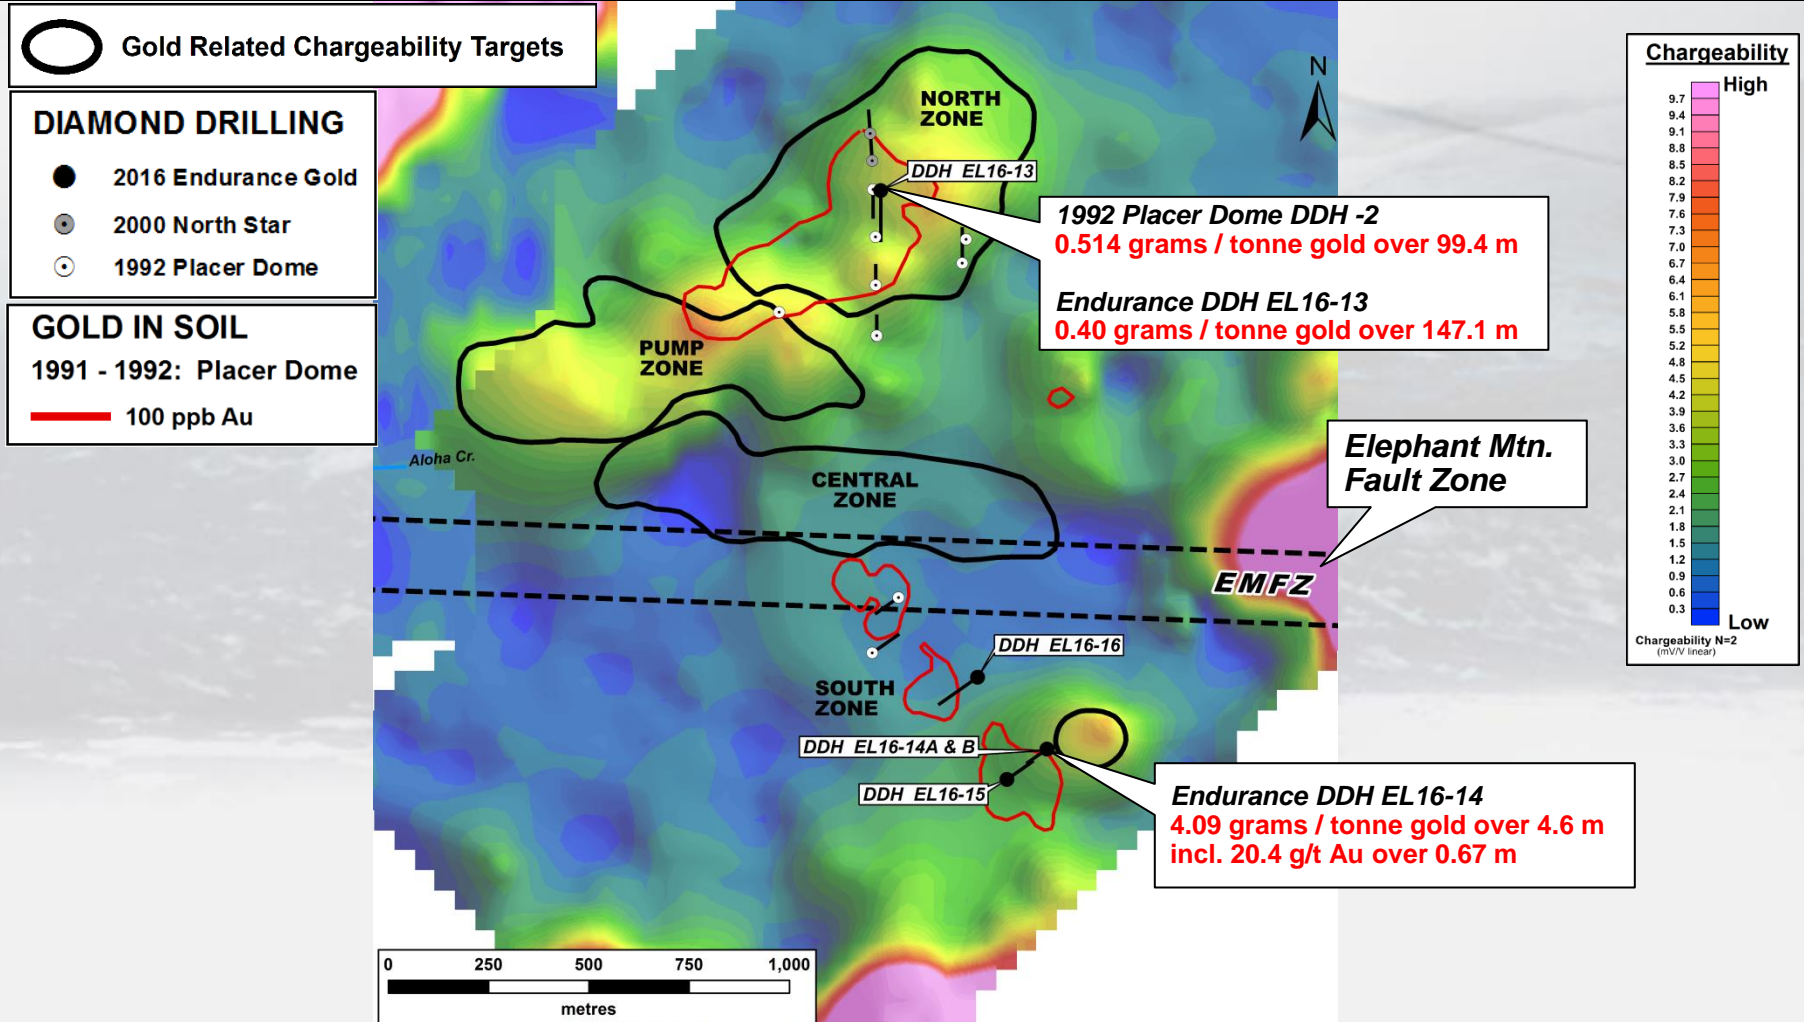 Gold Related Chargeability Targets
DIAMOND DRILLING
2016 Endurance Gold
2000 North Star
1992 Placer Dome
GOLD IN SOIL
1991 - 1992:  Placer Dome
100 ppb Au
Aloha Cr.
NORTH
ZONE
DDH EL16-13
1992 Placer Dome DDH -2
0.514 grams / tonne gold over 99.4 m
Endurance DDH EL16-13
0.40 grams / tonne gold over 147.1 m
PUMP
ZONE
CENTRAL
ZONE
Elephant Mtn.
Fault Zone
EMFZ
DDH EL16-16
SOUTH
ZONE
DDH EL16-14A & B
DDH EL16-15
Endurance DDH EL16-14
4.09 grams / tonne gold over 4.6 m
incl. 20.4 g/t Au over 0.67 m
0 250 500 750 1,000
metres
N
Chargeability
High
9.7
9.4
9.1
8.8
8.5
8.2
7.9
7.6
7.3
7.0
6.7
6.4
6.1
5.8
5.5
5.2
4.8
4.5
4.2
3.9
3.6
3.3
3.0
2.7
2.4
2.1
1.8
1.5
1.2
0.9
0.6
0.3
Low
Chargeability N=2
(mV/V linear)